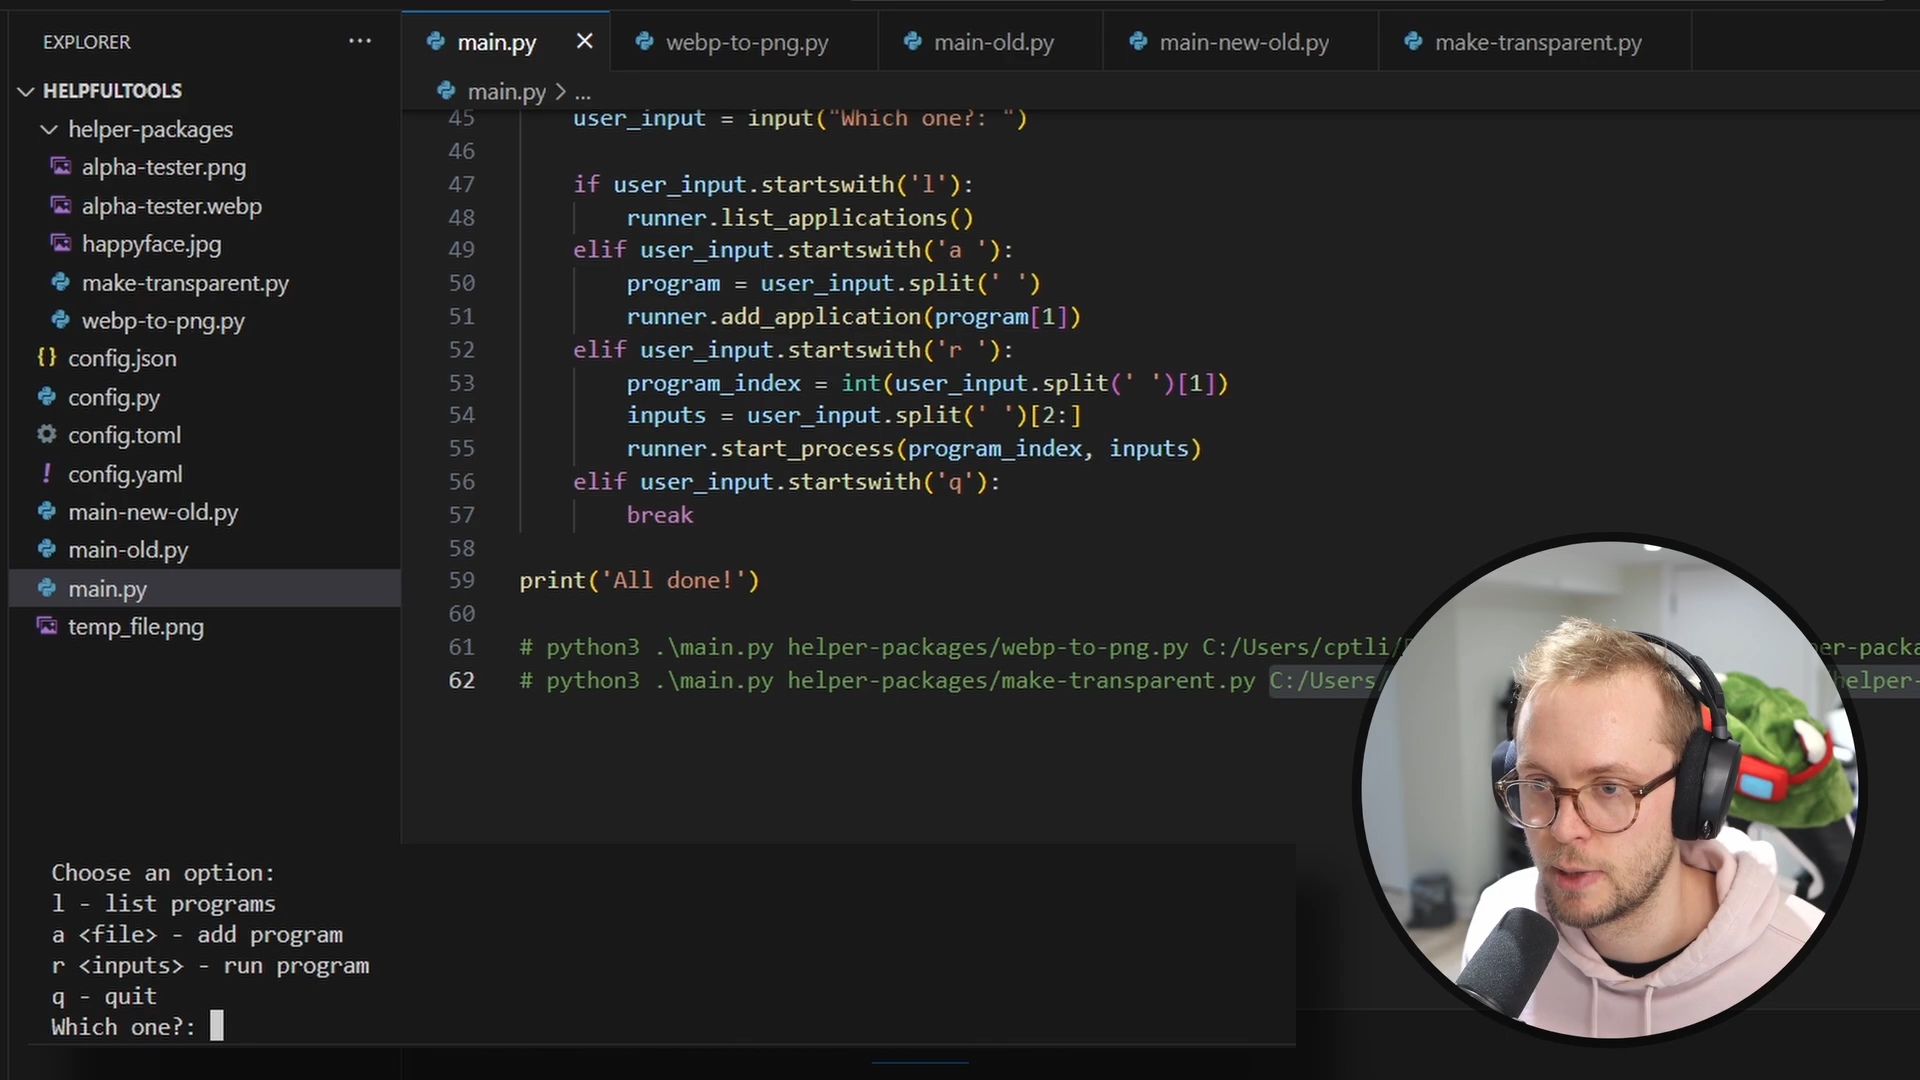 EXPLORER
HELPFULTOOLS
helper-packages
alpha-tester.png
alpha-tester.webp
happyface.jpg
make-transparent.py
webp-to-png.py
config.json
config.py
config.toml
config.yaml
main-new-old.py
main-old.py
main.py
temp_file.png
main.py webp-to-png.py main-old.py main-new-old.py make-transparent.py
main.py > ...
45 user_input = input("Which one?: ")
46
47 if user_input.startswith('l'):
48 runner.list_applications()
49 elif user_input.startswith('a '):
50 program = user_input.split(' ')
51 runner.add_application(program[1])
52 elif user_input.startswith('r '):
53 program_index = int(user_input.split(' ')[1])
54 inputs = user_input.split(' ')[2:]
55 runner.start_process(program_index, inputs)
56 elif user_input.startswith('q'):
57 break
58
59 print('All done!')
60
61 # python3 .\main.py helper-packages/webp-to-png.py C:/Users/cptli/
62 # python3 .\main.py helper-packages/make-transparent.py C:/Users/ helper-
Choose an option:
l - list programs
a <file> - add program
r <inputs> - run program
q - quit
Which one?: